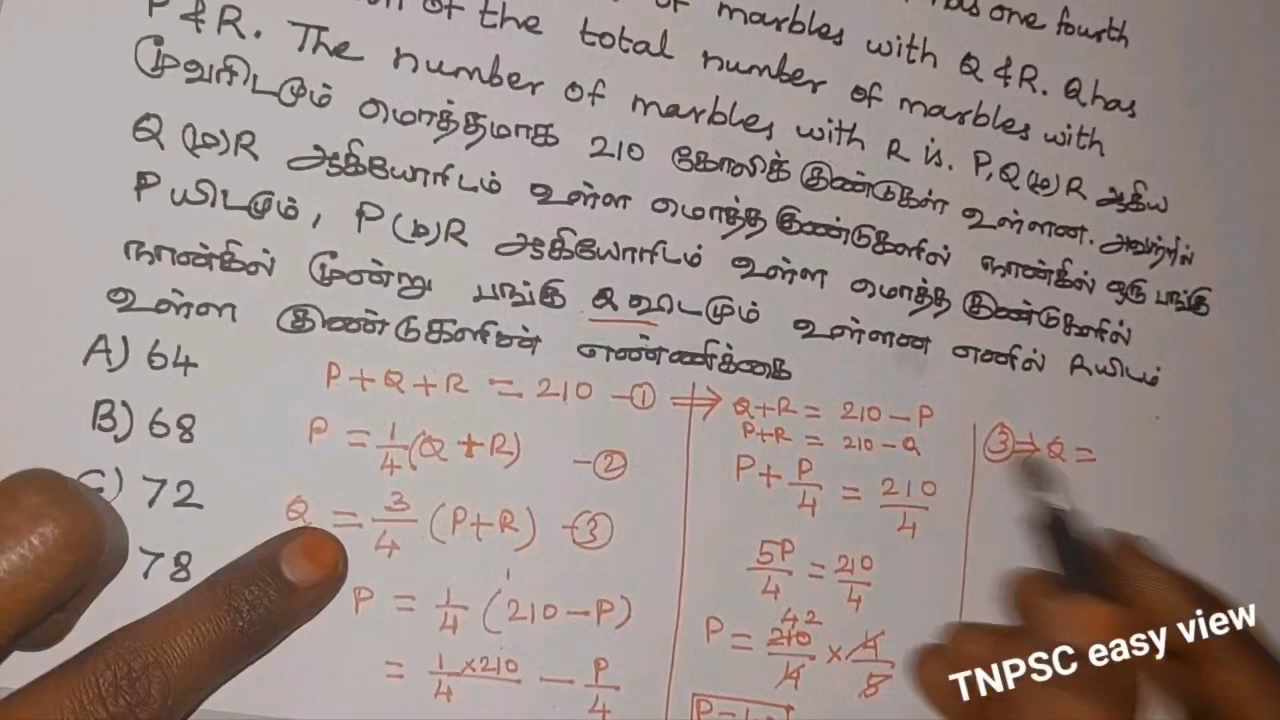 of marbles with Q & R. Q has one fourth
P & R. The number of the total number of marbles with
of marbles with R is. P, Q (ம) R ஆகிய
மூவரிடமும் மொத்தமாக 210 கோலிக் குண்டுகள் உள்ளன. அவற்றில்
Q (ம) R ஆகியோரிடம் உள்ள மொத்த குண்டுகளில் நான்கில் ஒரு பங்கு
P யிடமும், P (ம) R ஆகியோரிடம் உள்ள மொத்த குண்டுகளில்
நான்கில் மூன்று பங்கு Q விடமும் உள்ளன எனில் R யிடம்
உள்ள குண்டுகளின் எண்ணிக்கை
A) 64
B) 68
C) 72
78
P + Q + R = 210 - ①
P = 1/4 (Q + R) - ②
Q = 3/4 (P + R) - ③
P = 1/4 (210 - P)
= 1 × 210/4 - P/4
⇒ Q + R = 210 - P
P + R = 210 - Q
P + P/4 = 210/4
5P/4 = 210/4
42
P = 210/4 × 4/5
③ ⇒ Q =
TNPSC easy view